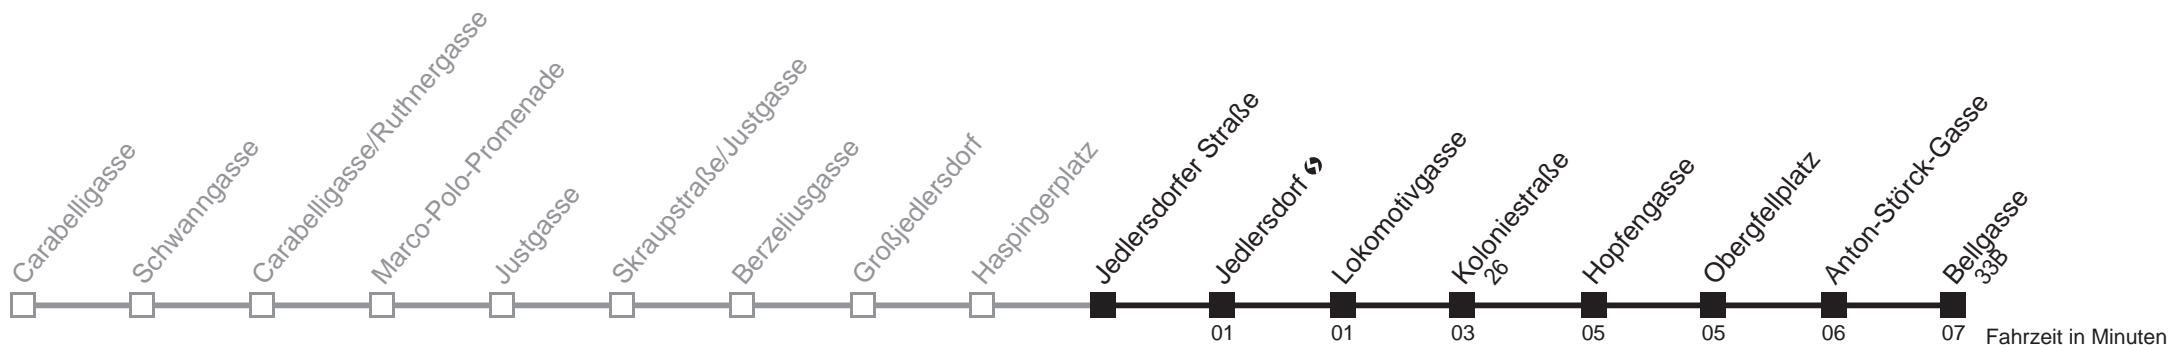 Carabelligasse
Schwanngasse
Carabelligasse/Ruthnergasse
Marco-Polo-Promenade
Justgasse
Skraupstraße/Justgasse
Berzeliusgasse
Großjedlersdorf
Haspingerplatz
Jedlersdorfer Straße
Jedlersdorf
Lokomotivgasse
Koloniestraße
26
Hopfengasse
Obergfellplatz
Anton-Störck-Gasse
Bellgasse
33B
01 01 03 05 05 06 07 Fahrzeit in Minuten